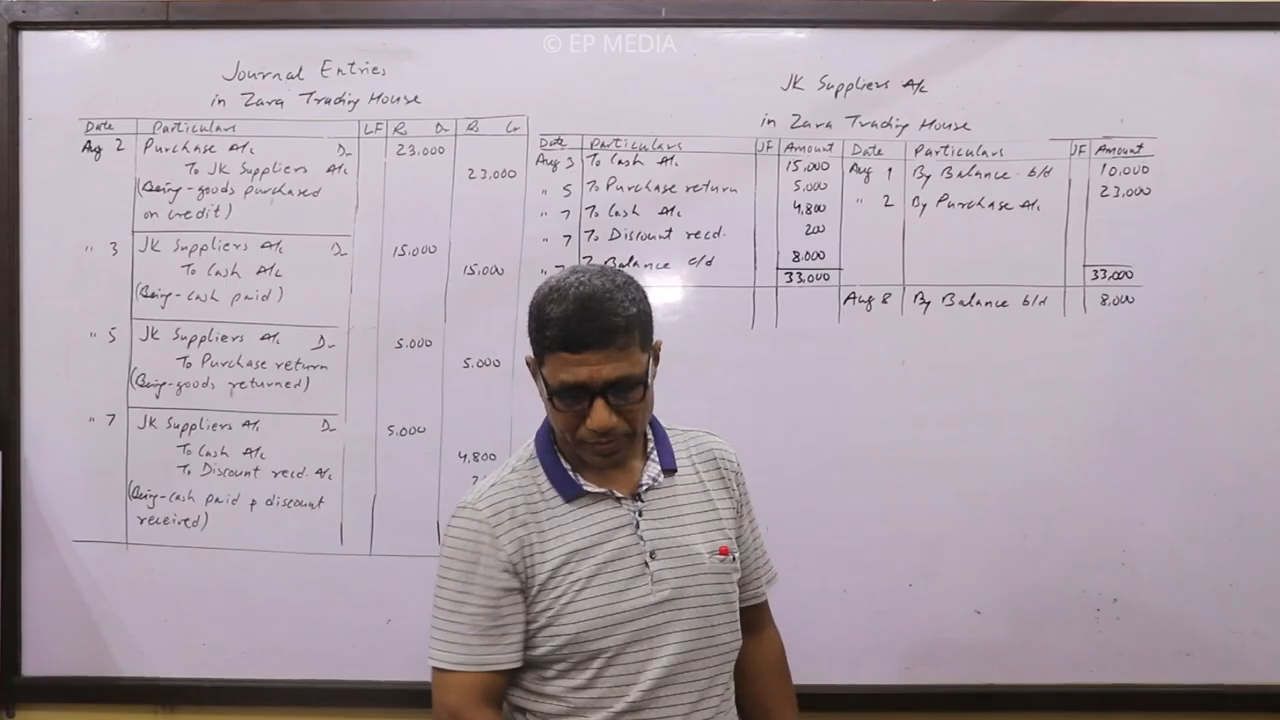 © EP MEDIA
Journal Entries
in Zara Trading House
Date Particulars LF Rs Dr Rs Cr
Aug 2 Purchase A/c Dr 23,000
To JK Suppliers A/c 23,000
(Being goods purchased
on credit)
" 3 JK Suppliers A/c Dr 15,000
To Cash A/c 15,000
(Being cash paid)
" 5 JK Suppliers A/c Dr 5,000
To Purchase return 5,000
(Being goods returned)
" 7 JK Suppliers A/c Dr 5,000
To Cash A/c 4,800
To Discount recd. A/c
(Being cash paid & discount
received)
JK Suppliers A/c
in Zara Trading House
Date Particulars JF Amount Date Particulars JF Amount
Aug 3 To Cash A/c 15,000 Aug 1 By Balance b/d 10,000
" 5 To Purchase return 5,000 " 2 By Purchase A/c 23,000
" 7 To Cash A/c 4,800
" 7 To Discount recd. 200
" Balance c/d 8,000
33,000 33,000
Aug 8 By Balance b/d 8,000